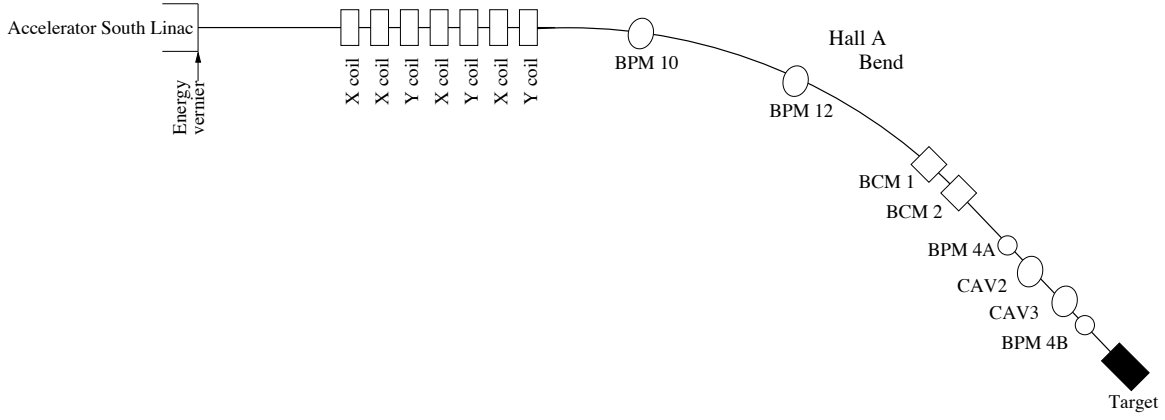 Accelerator South Linac
Energy
vernier
X coil
X coil
Y coil
X coil
Y coil
X coil
Y coil
BPM 10
Hall A
Bend
BPM 12
BCM 1
BCM 2
BPM 4A
CAV2
CAV3
BPM 4B
Target